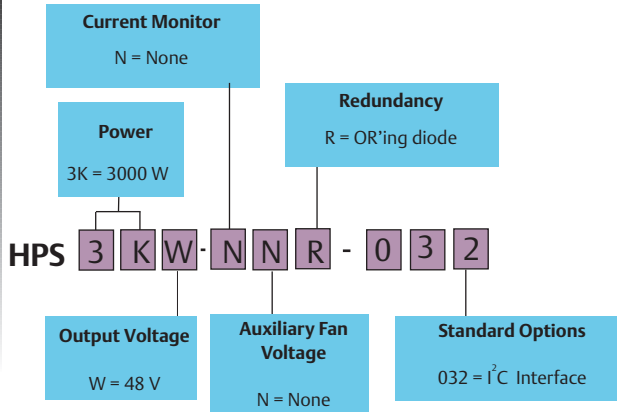 Current Monitor
N = None
Redundancy
R = OR'ing diode
Power
3K = 3000 W
HPS 3 K W - N N R - 0 3 2
Output Voltage
W = 48 V
Auxiliary Fan
Voltage
N = None
Standard Options
032 = I²C Interface